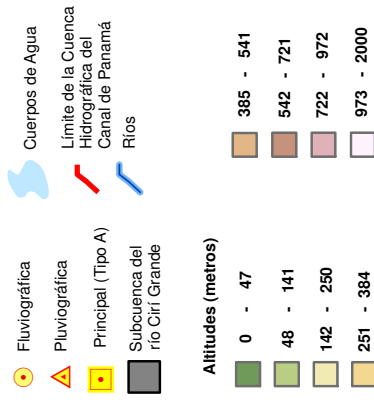 Fluviográfica
Pluviográfica
Principal (Tipo A)
Subcuenca del
río Cirí Grande
Cuerpos de Agua
Límite de la Cuenca
Hidrográfica del
Canal de Panamá
Ríos
Altitudes (metros)
0 - 47
48 - 141
142 - 250
251 - 384
385 - 541
542 - 721
722 - 972
973 - 2000